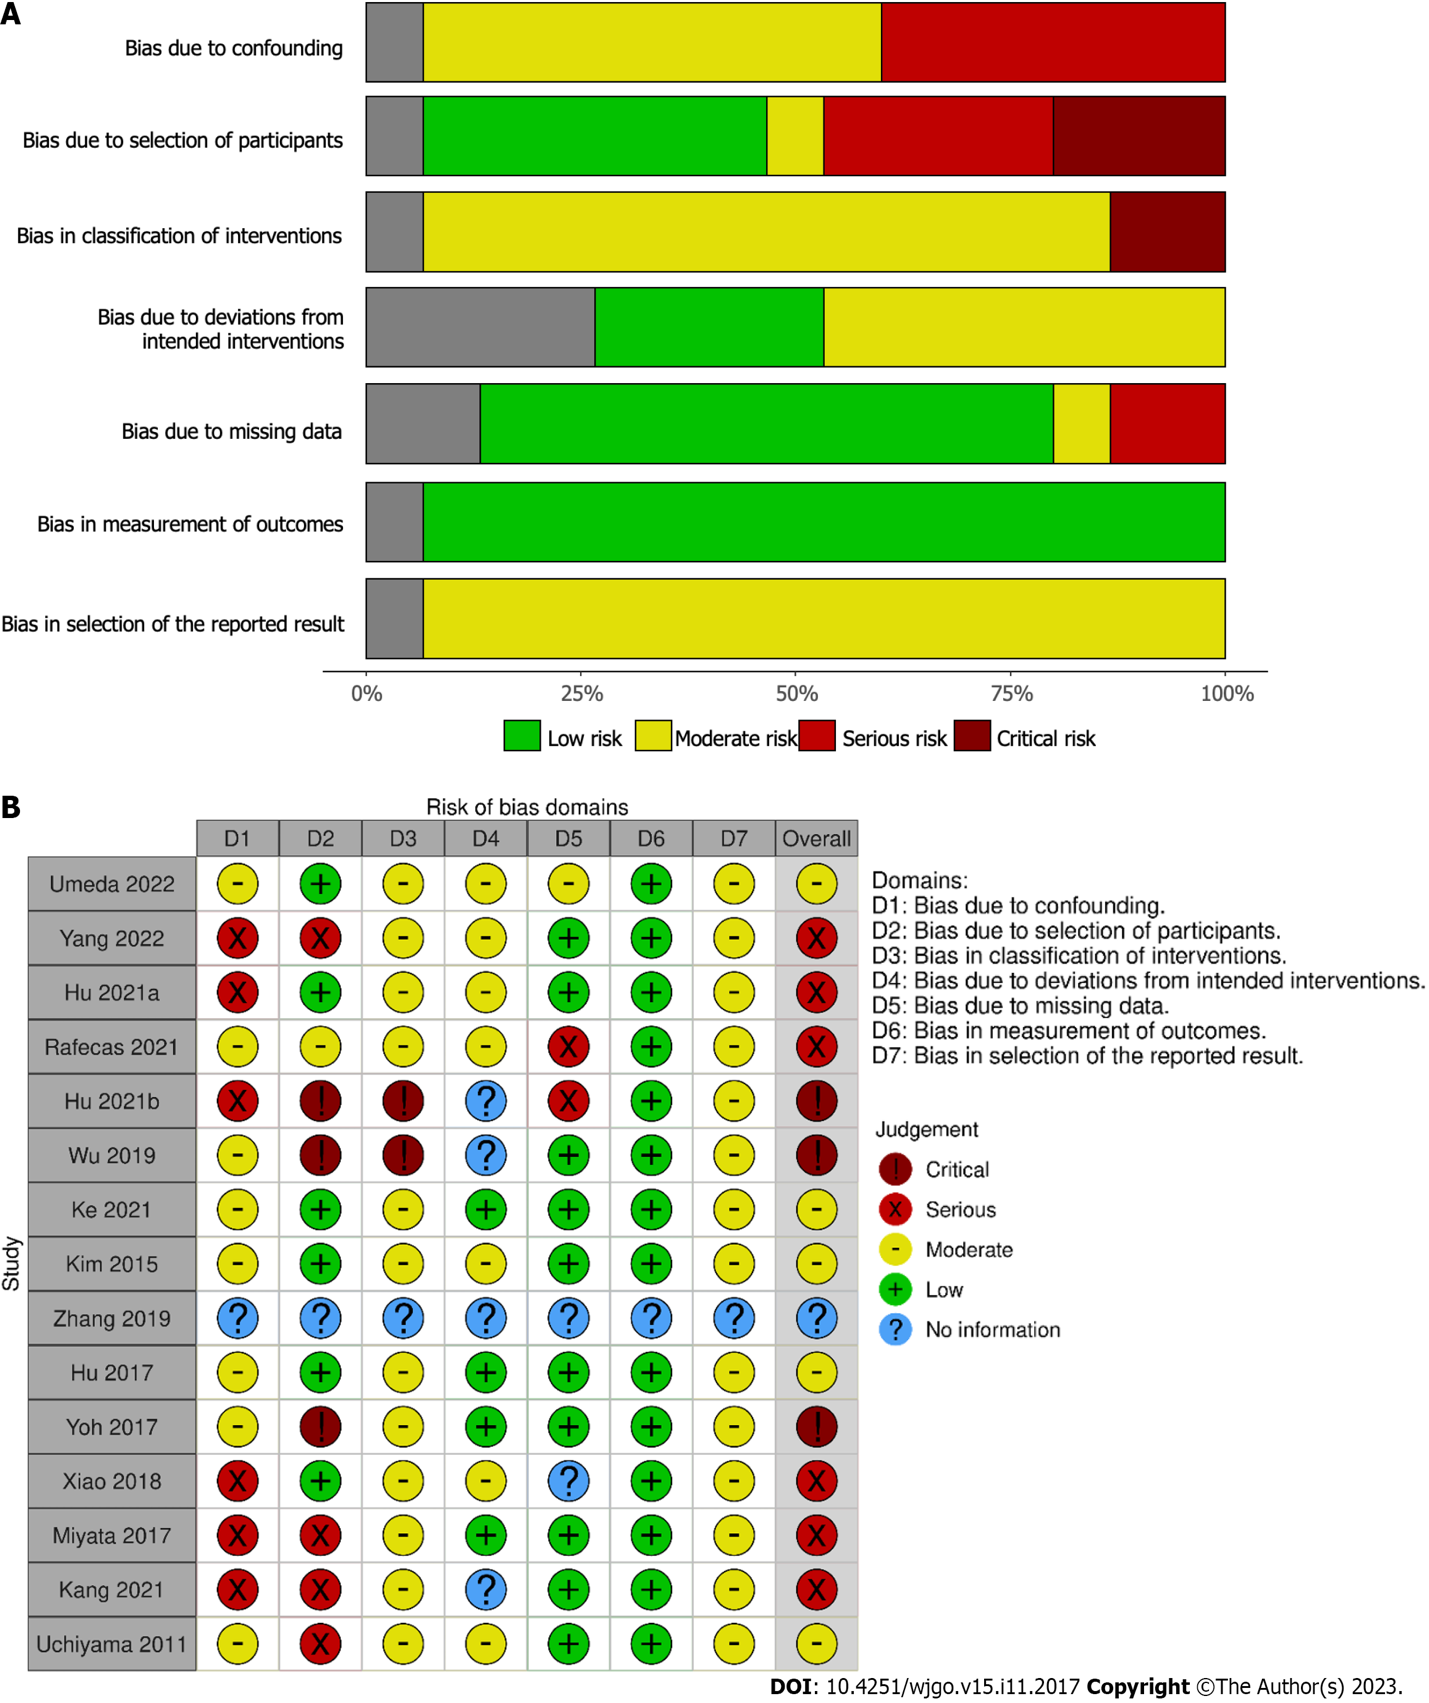 A
Bias due to confounding
Bias due to selection of participants
Bias in classification of interventions
Bias due to deviations from
intended interventions
Bias due to missing data
Bias in measurement of outcomes
Bias in selection of the reported result
0% 25% 50% 75% 100%
Low risk Moderate risk Serious risk Critical risk
B
Risk of bias domains
D1 D2 D3 D4 D5 D6 D7 Overall
Study
Umeda 2022 - + - - - + - -
Yang 2022 X X - - + + - X
Hu 2021a X + - - + + - X
Rafecas 2021 - - - - X + - X
Hu 2021b X ! ! ? X + - !
Wu 2019 - ! ! ? + + - !
Ke 2021 - + - + + + - -
Kim 2015 - + - - + + - -
Zhang 2019 ? ? ? ? ? ? ? ?
Hu 2017 - + - + + + - -
Yoh 2017 - ! - + + + - !
Xiao 2018 X + - - ? + - X
Miyata 2017 X X - + + + - X
Kang 2021 X X - ? + + - X
Uchiyama 2011 - X - - + + - -
Domains:
D1: Bias due to confounding.
D2: Bias due to selection of participants.
D3: Bias in classification of interventions.
D4: Bias due to deviations from intended interventions.
D5: Bias due to missing data.
D6: Bias in measurement of outcomes.
D7: Bias in selection of the reported result.
Judgement
! Critical
X Serious
- Moderate
+ Low
? No information
DOI: 10.4251/wjgo.v15.i11.2017 Copyright ©The Author(s) 2023.